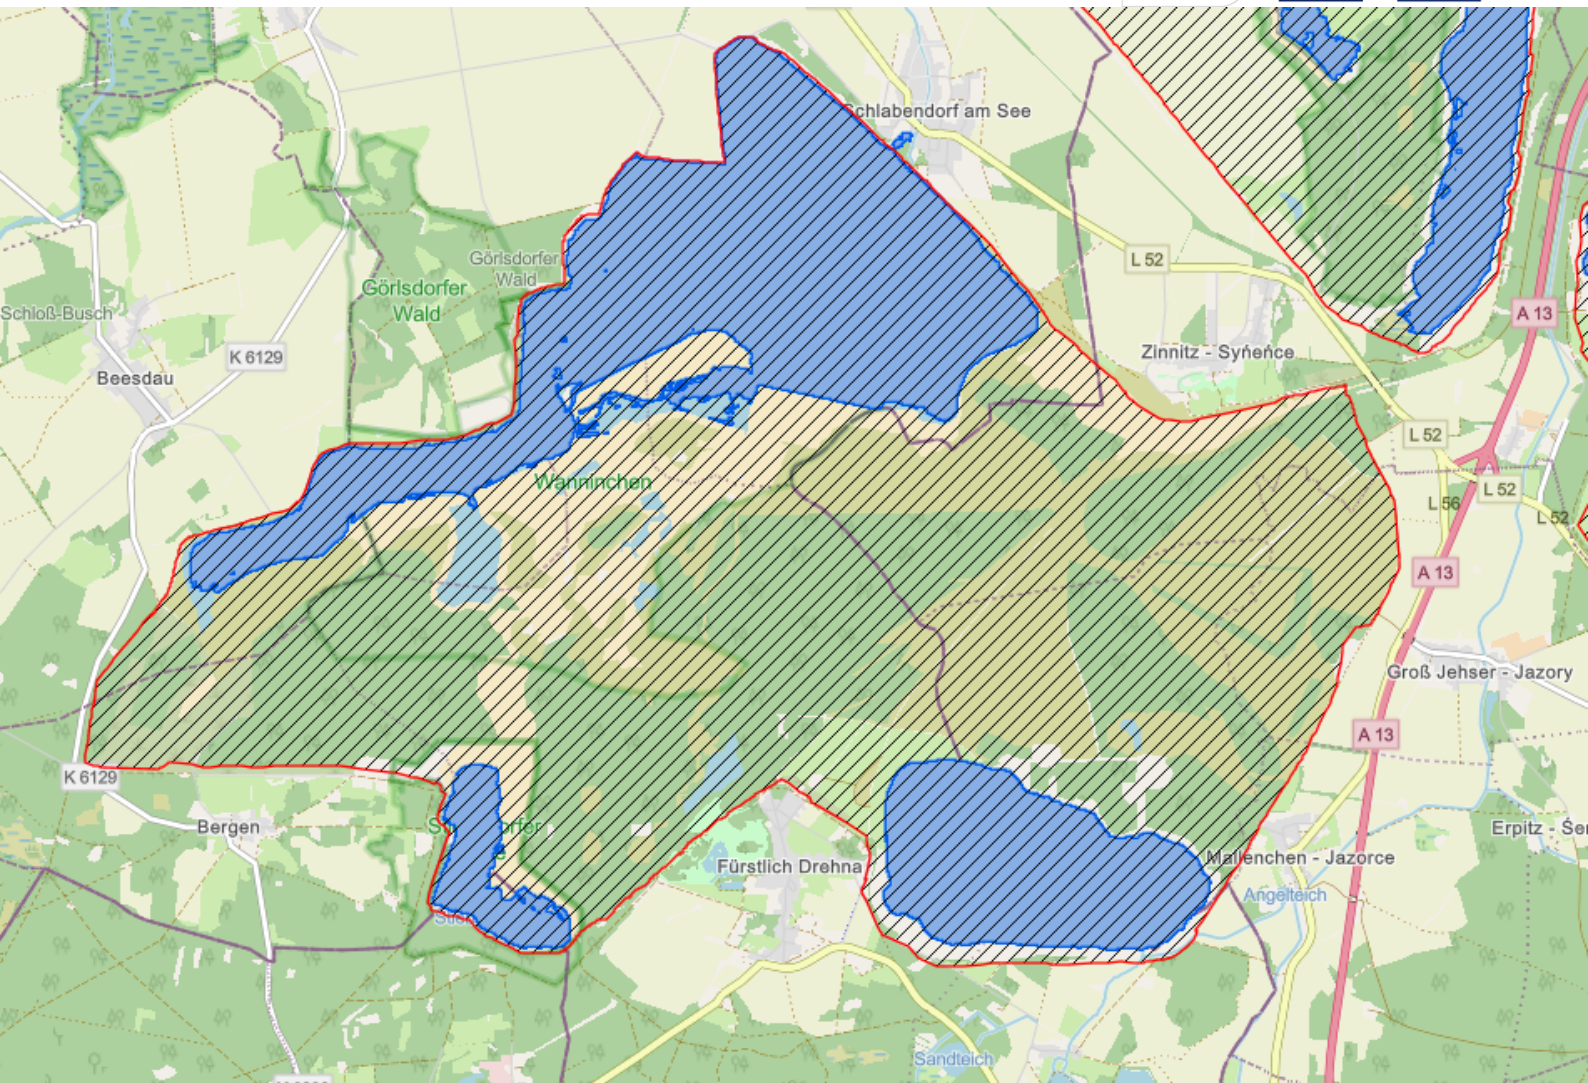 Schlabendorf am See
L 52
Görlsdorfer
Wald
Görlsdorfer
Wald
Schloß-Busch
A 13
K 6129
Zinnitz - Syńeńce
Beesdau
L 52
Wanninchen
L 52
L 56
L 52
A 13
Groß Jehser - Jazory
A 13
K 6129
Bergen
Erpitz -
Mallenchen - Jazorce
Fürstlich Drehna
Angelteich
Sandteich